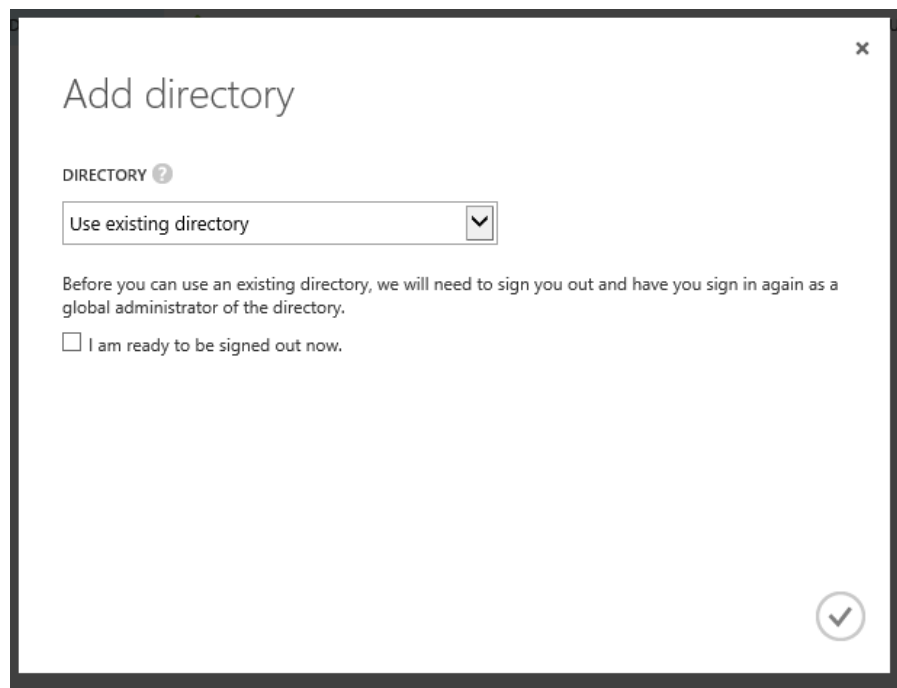 Add directory
DIRECTORY ?
Use existing directory
Before you can use an existing directory, we will need to sign you out and have you sign in again as a
global administrator of the directory.
I am ready to be signed out now.